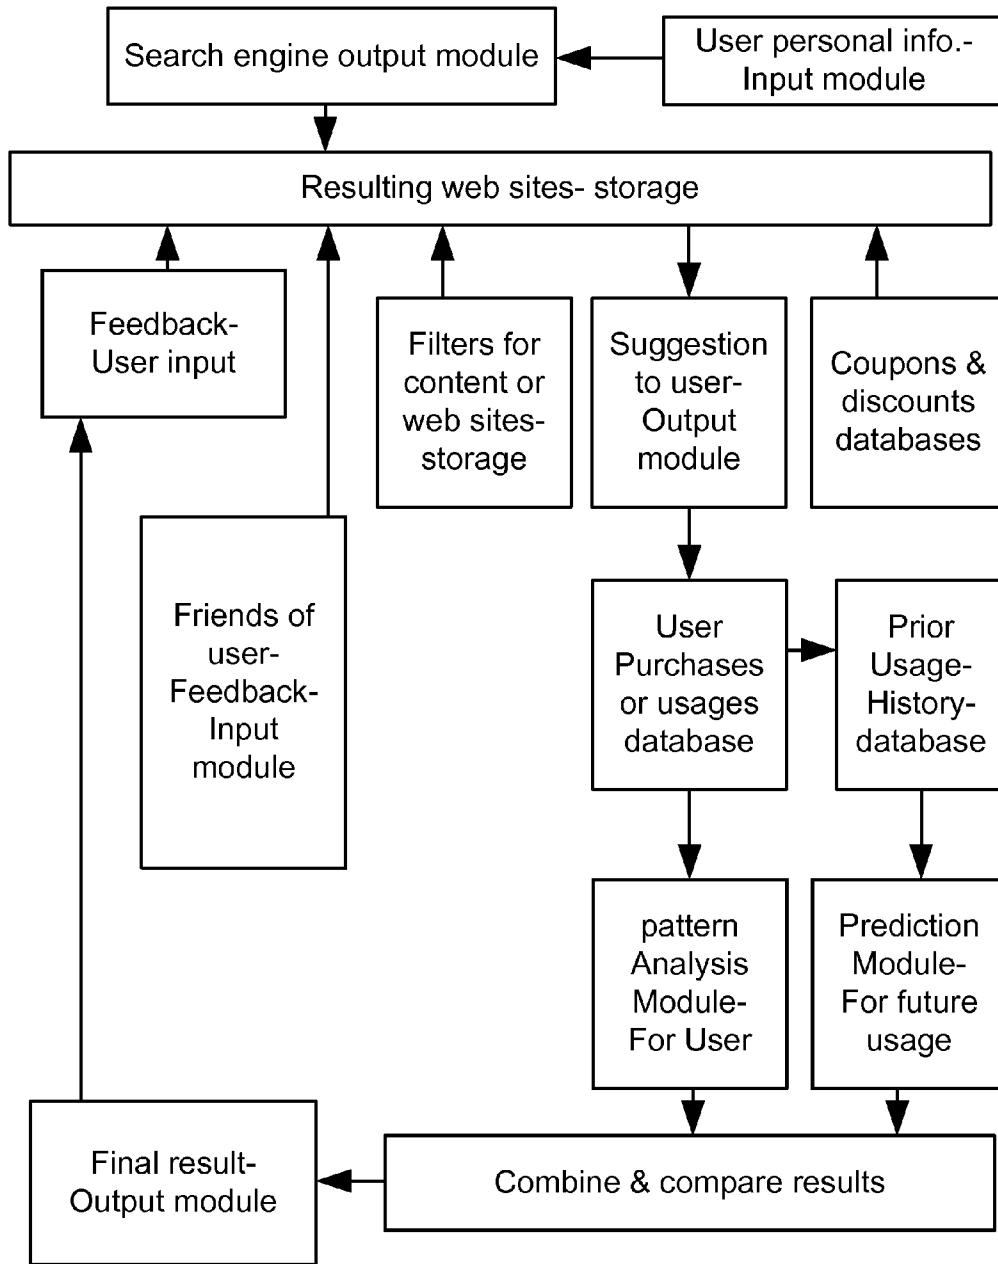 Search engine output module
User personal info.-
Input module
Resulting web sites- storage
Feedback-
User input
Filters for
content or
web sites-
storage
Suggestion
to user-
Output
module
Coupons &
discounts
databases
Friends of
user-
Feedback-
Input
module
User
Purchases
or usages
database
Prior
Usage-
History-
database
pattern
Analysis
Module-
For User
Prediction
Module-
For future
usage
Final result-
Output module
Combine & compare results